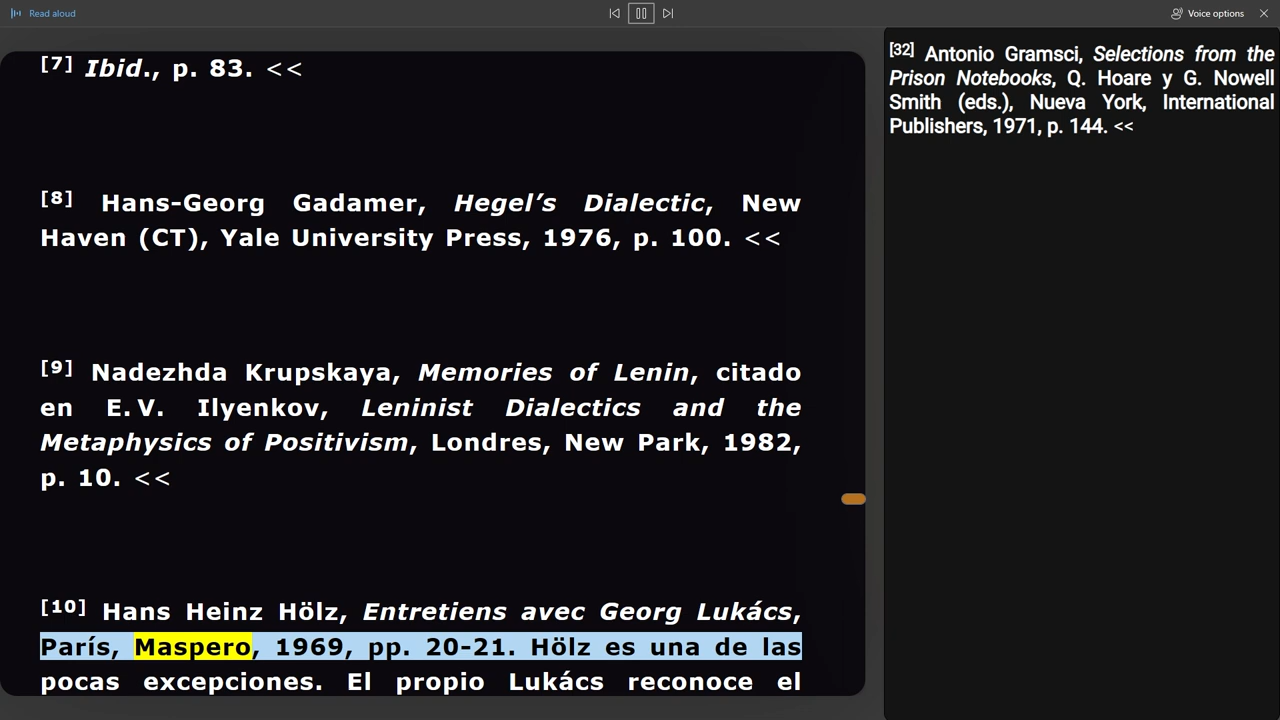 Read aloud
Voice options
[7] Ibid., p. 83. <<
[8] Hans-Georg Gadamer, Hegel’s Dialectic, New
Haven (CT), Yale University Press, 1976, p. 100. <<
[9] Nadezhda Krupskaya, Memories of Lenin, citado
en E. V. Ilyenkov, Leninist Dialectics and the
Metaphysics of Positivism, Londres, New Park, 1982,
p. 10. <<
[10] Hans Heinz Hölz, Entretiens avec Georg Lukács,
París, Maspero, 1969, pp. 20-21. Hölz es una de las
pocas excepciones. El propio Lukács reconoce el
[32] Antonio Gramsci, Selections from the
Prison Notebooks, Q. Hoare y G. Nowell
Smith (eds.), Nueva York, International
Publishers, 1971, p. 144. <<